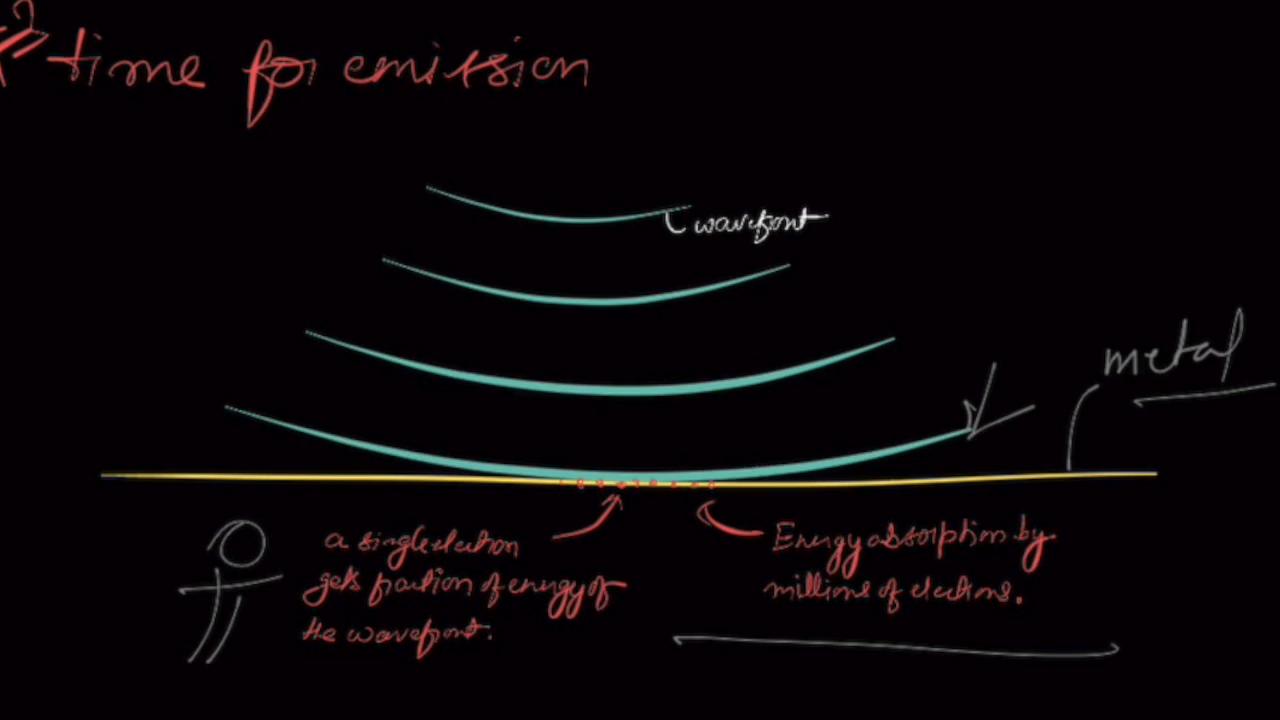 time for emission
wavefront
metal
a single electron
gets fraction of energy of
the wavefront.
Energy absorption by
millions of electrons.